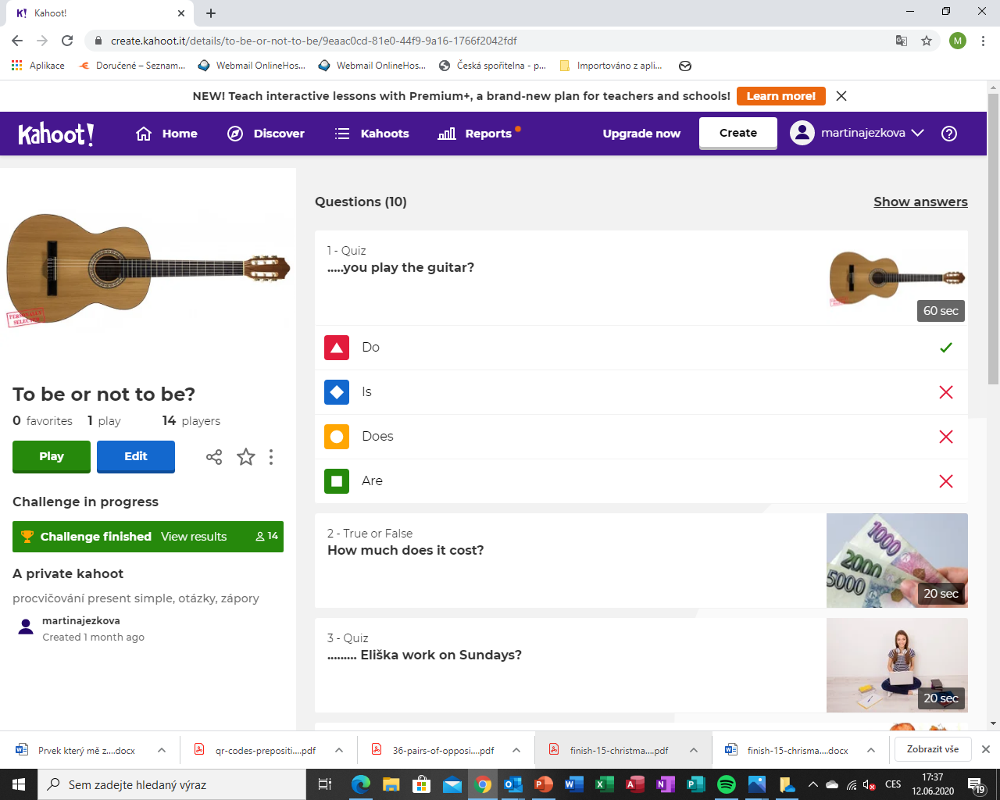 Kahoot!
create.kahoot.it/details/to-be-or-not-to-be/9eaac0cd-81e0-44f9-9a16-1766f2042fdf
M
Aplikace
Doručené – Seznam...
Webmail OnlineHos...
Webmail OnlineHos...
Česká spořitelna - p...
Importováno z apli...
NEW! Teach interactive lessons with Premium+, a brand-new plan for teachers and schools!
Learn more!
Kahoot!
Home
Discover
Kahoots
Reports
Upgrade now
Create
martinajezkova
PERSONALLY
SELECTED
To be or not to be?
0 favorites 1 play 14 players
Play
Edit
Challenge in progress
Challenge finished View results 14
A private kahoot
procvičování present simple, otázky, zápory
martinajezkova
Created 1 month ago
Questions (10)
Show answers
1 - Quiz
.....you play the guitar?
60 sec
Do
Is
Does
Are
2 - True or False
How much does it cost?
1000
2000
5000
20 sec
3 - Quiz
......... Eliška work on Sundays?
20 sec
Prvek který mě z....docx
qr-codes-prepositi....pdf
36-pairs-of-opposi....pdf
finish-15-christma....pdf
finish-15-chrisma....docx
Zobrazit vše
Sem zadejte hledaný výraz
CES
17:37
12.06.2020
19